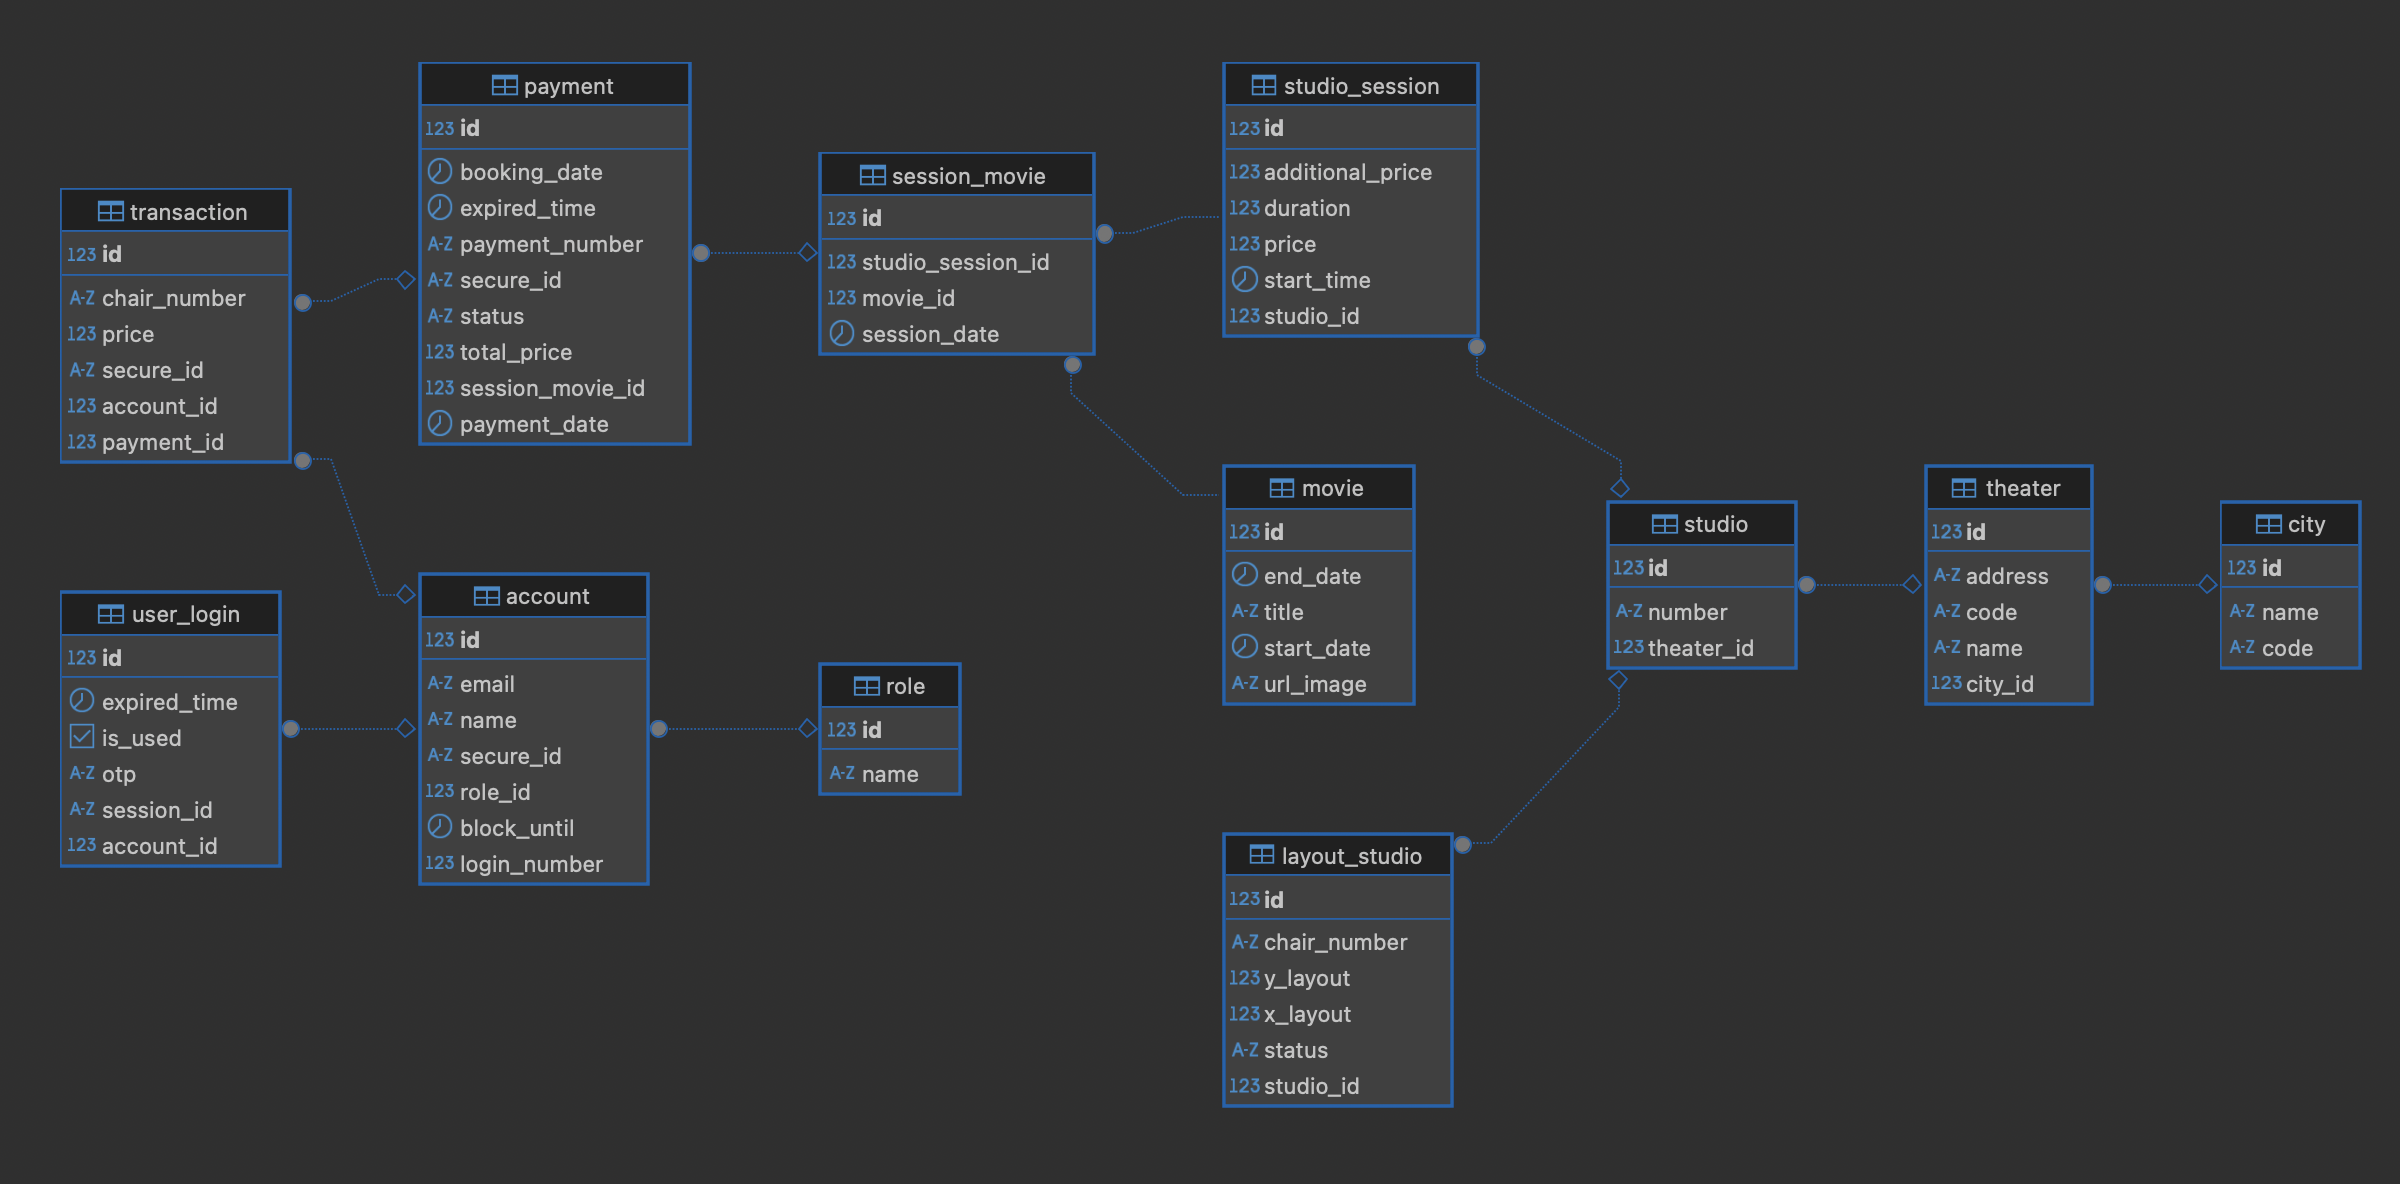 transaction
123 id
A-Z chair_number
123 price
A-Z secure_id
123 account_id
123 payment_id
payment
123 id
booking_date
expired_time
A-Z payment_number
A-Z secure_id
A-Z status
123 total_price
123 session_movie_id
payment_date
session_movie
123 id
123 studio_session_id
123 movie_id
session_date
studio_session
123 id
123 additional_price
123 duration
123 price
start_time
123 studio_id
user_login
123 id
expired_time
is_used
A-Z otp
A-Z session_id
123 account_id
account
123 id
A-Z email
A-Z name
A-Z secure_id
123 role_id
block_until
123 login_number
role
123 id
A-Z name
movie
123 id
end_date
A-Z title
start_date
A-Z url_image
studio
123 id
A-Z number
123 theater_id
theater
123 id
A-Z address
A-Z code
A-Z name
123 city_id
city
123 id
A-Z name
A-Z code
layout_studio
123 id
A-Z chair_number
123 y_layout
123 x_layout
A-Z status
123 studio_id